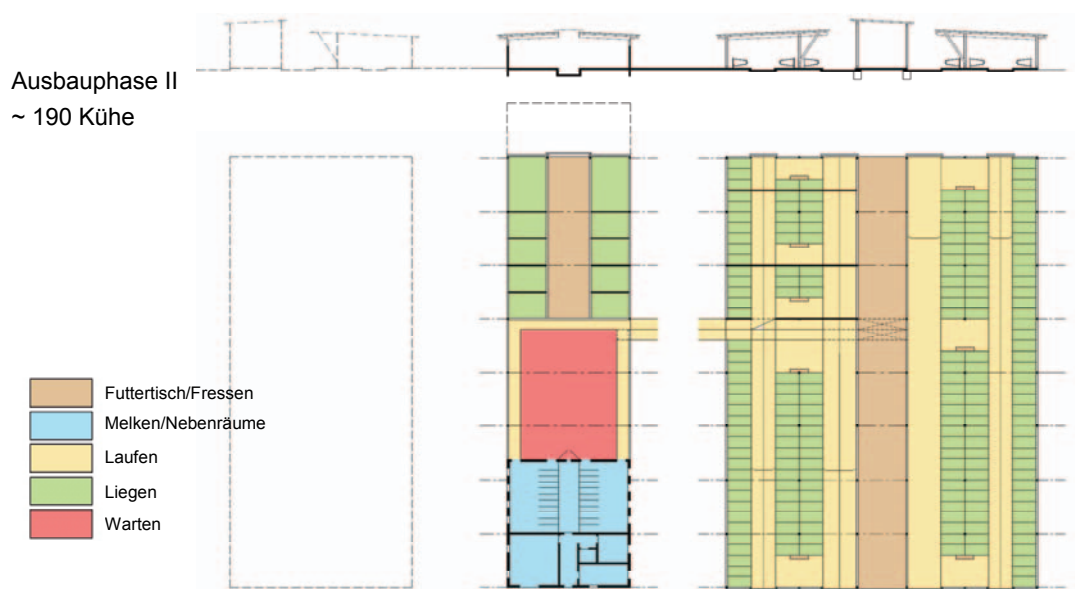 Ausbauphase II
~ 190 Kühe
Futtertisch/Fressen
Melken/Nebenräume
Laufen
Liegen
Warten